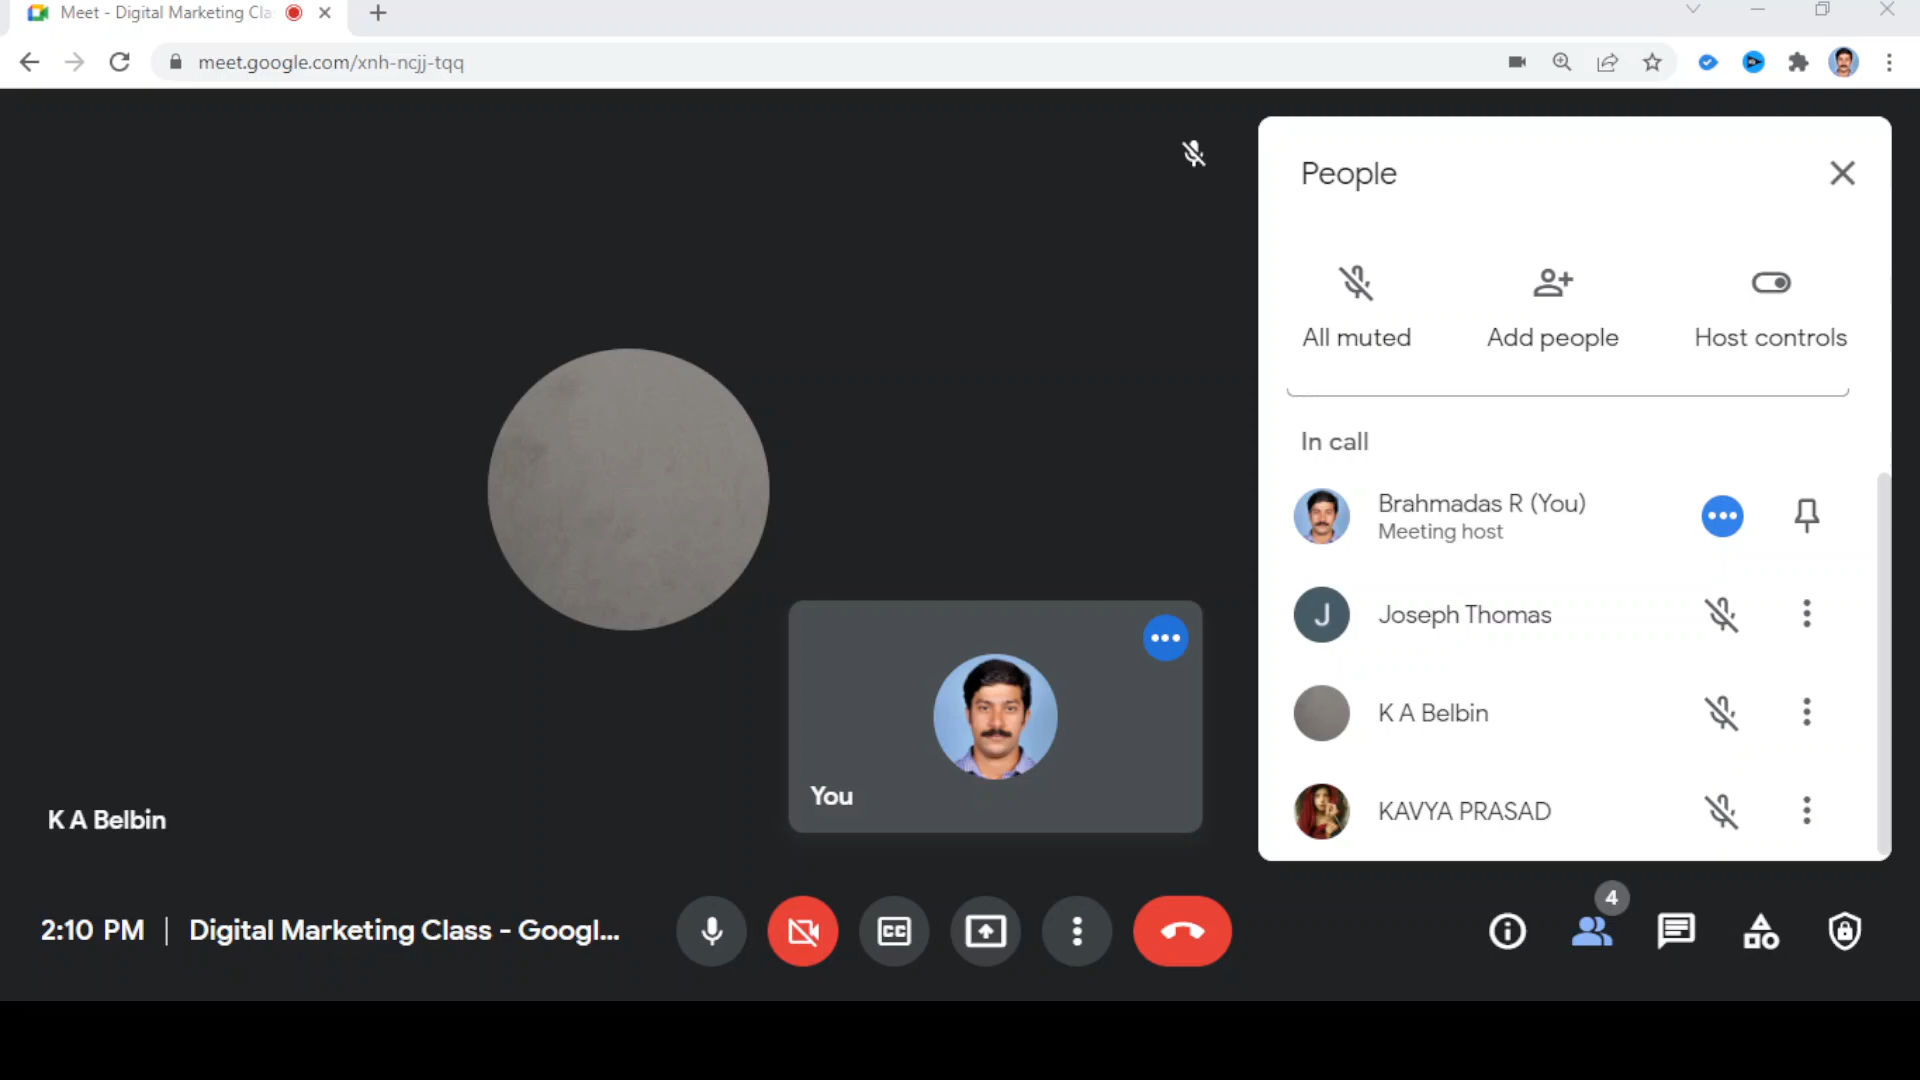 Meet - Digital Marketing Cla
meet.google.com/xnh-ncjj-tqq
People
All muted
Add people
Host controls
In call
Brahmadas R (You)
Meeting host
J
Joseph Thomas
K A Belbin
KAVYA PRASAD
You
K A Belbin
2:10 PM | Digital Marketing Class - Googl...
CC
4